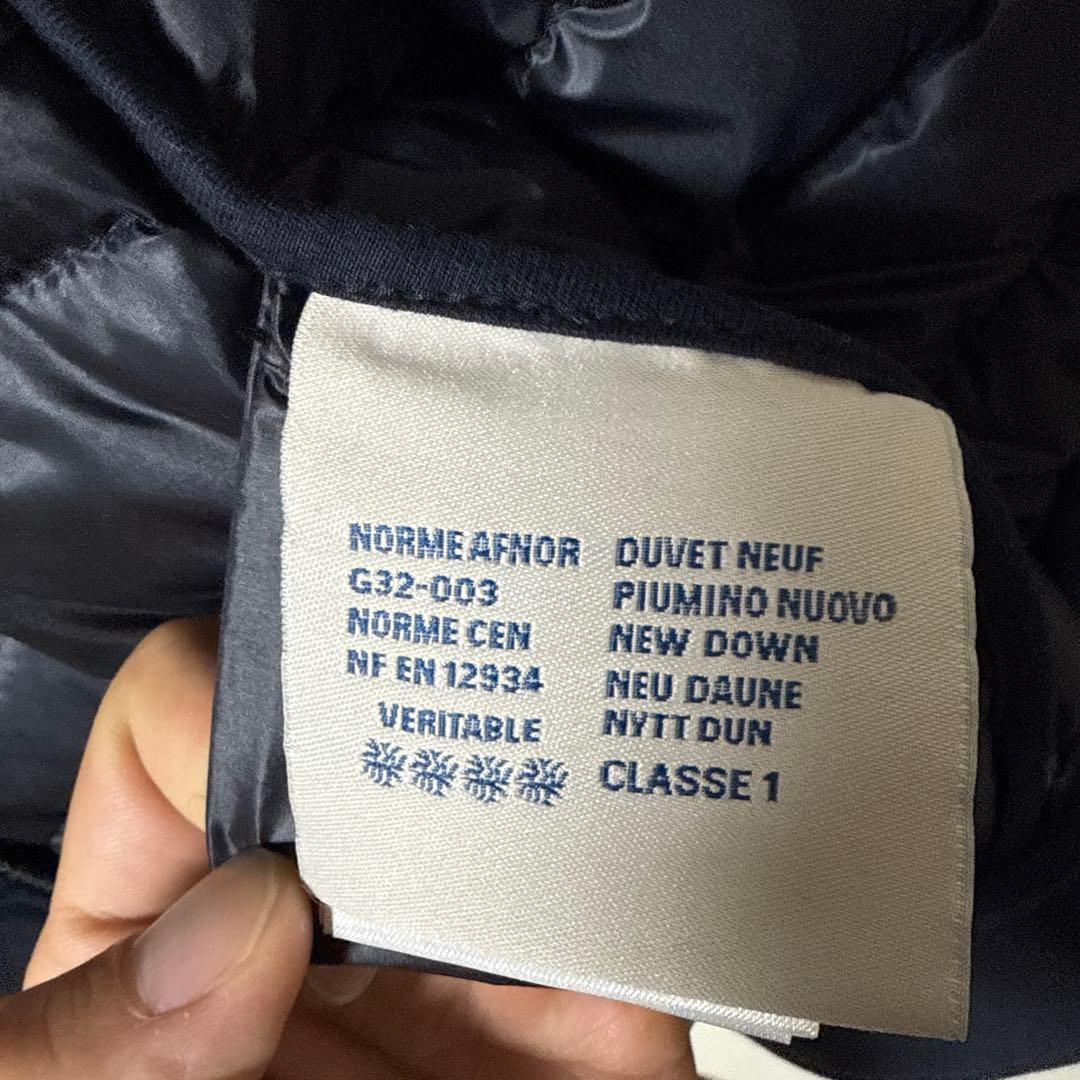 NORME AFNOR
G32-003
NORME CEN
NF EN 12934
VERITABLE
DUVET NEUF
PIUMINO NUOVO
NEW DOWN
NEU DAUNE
NYTT DUN
CLASSE 1